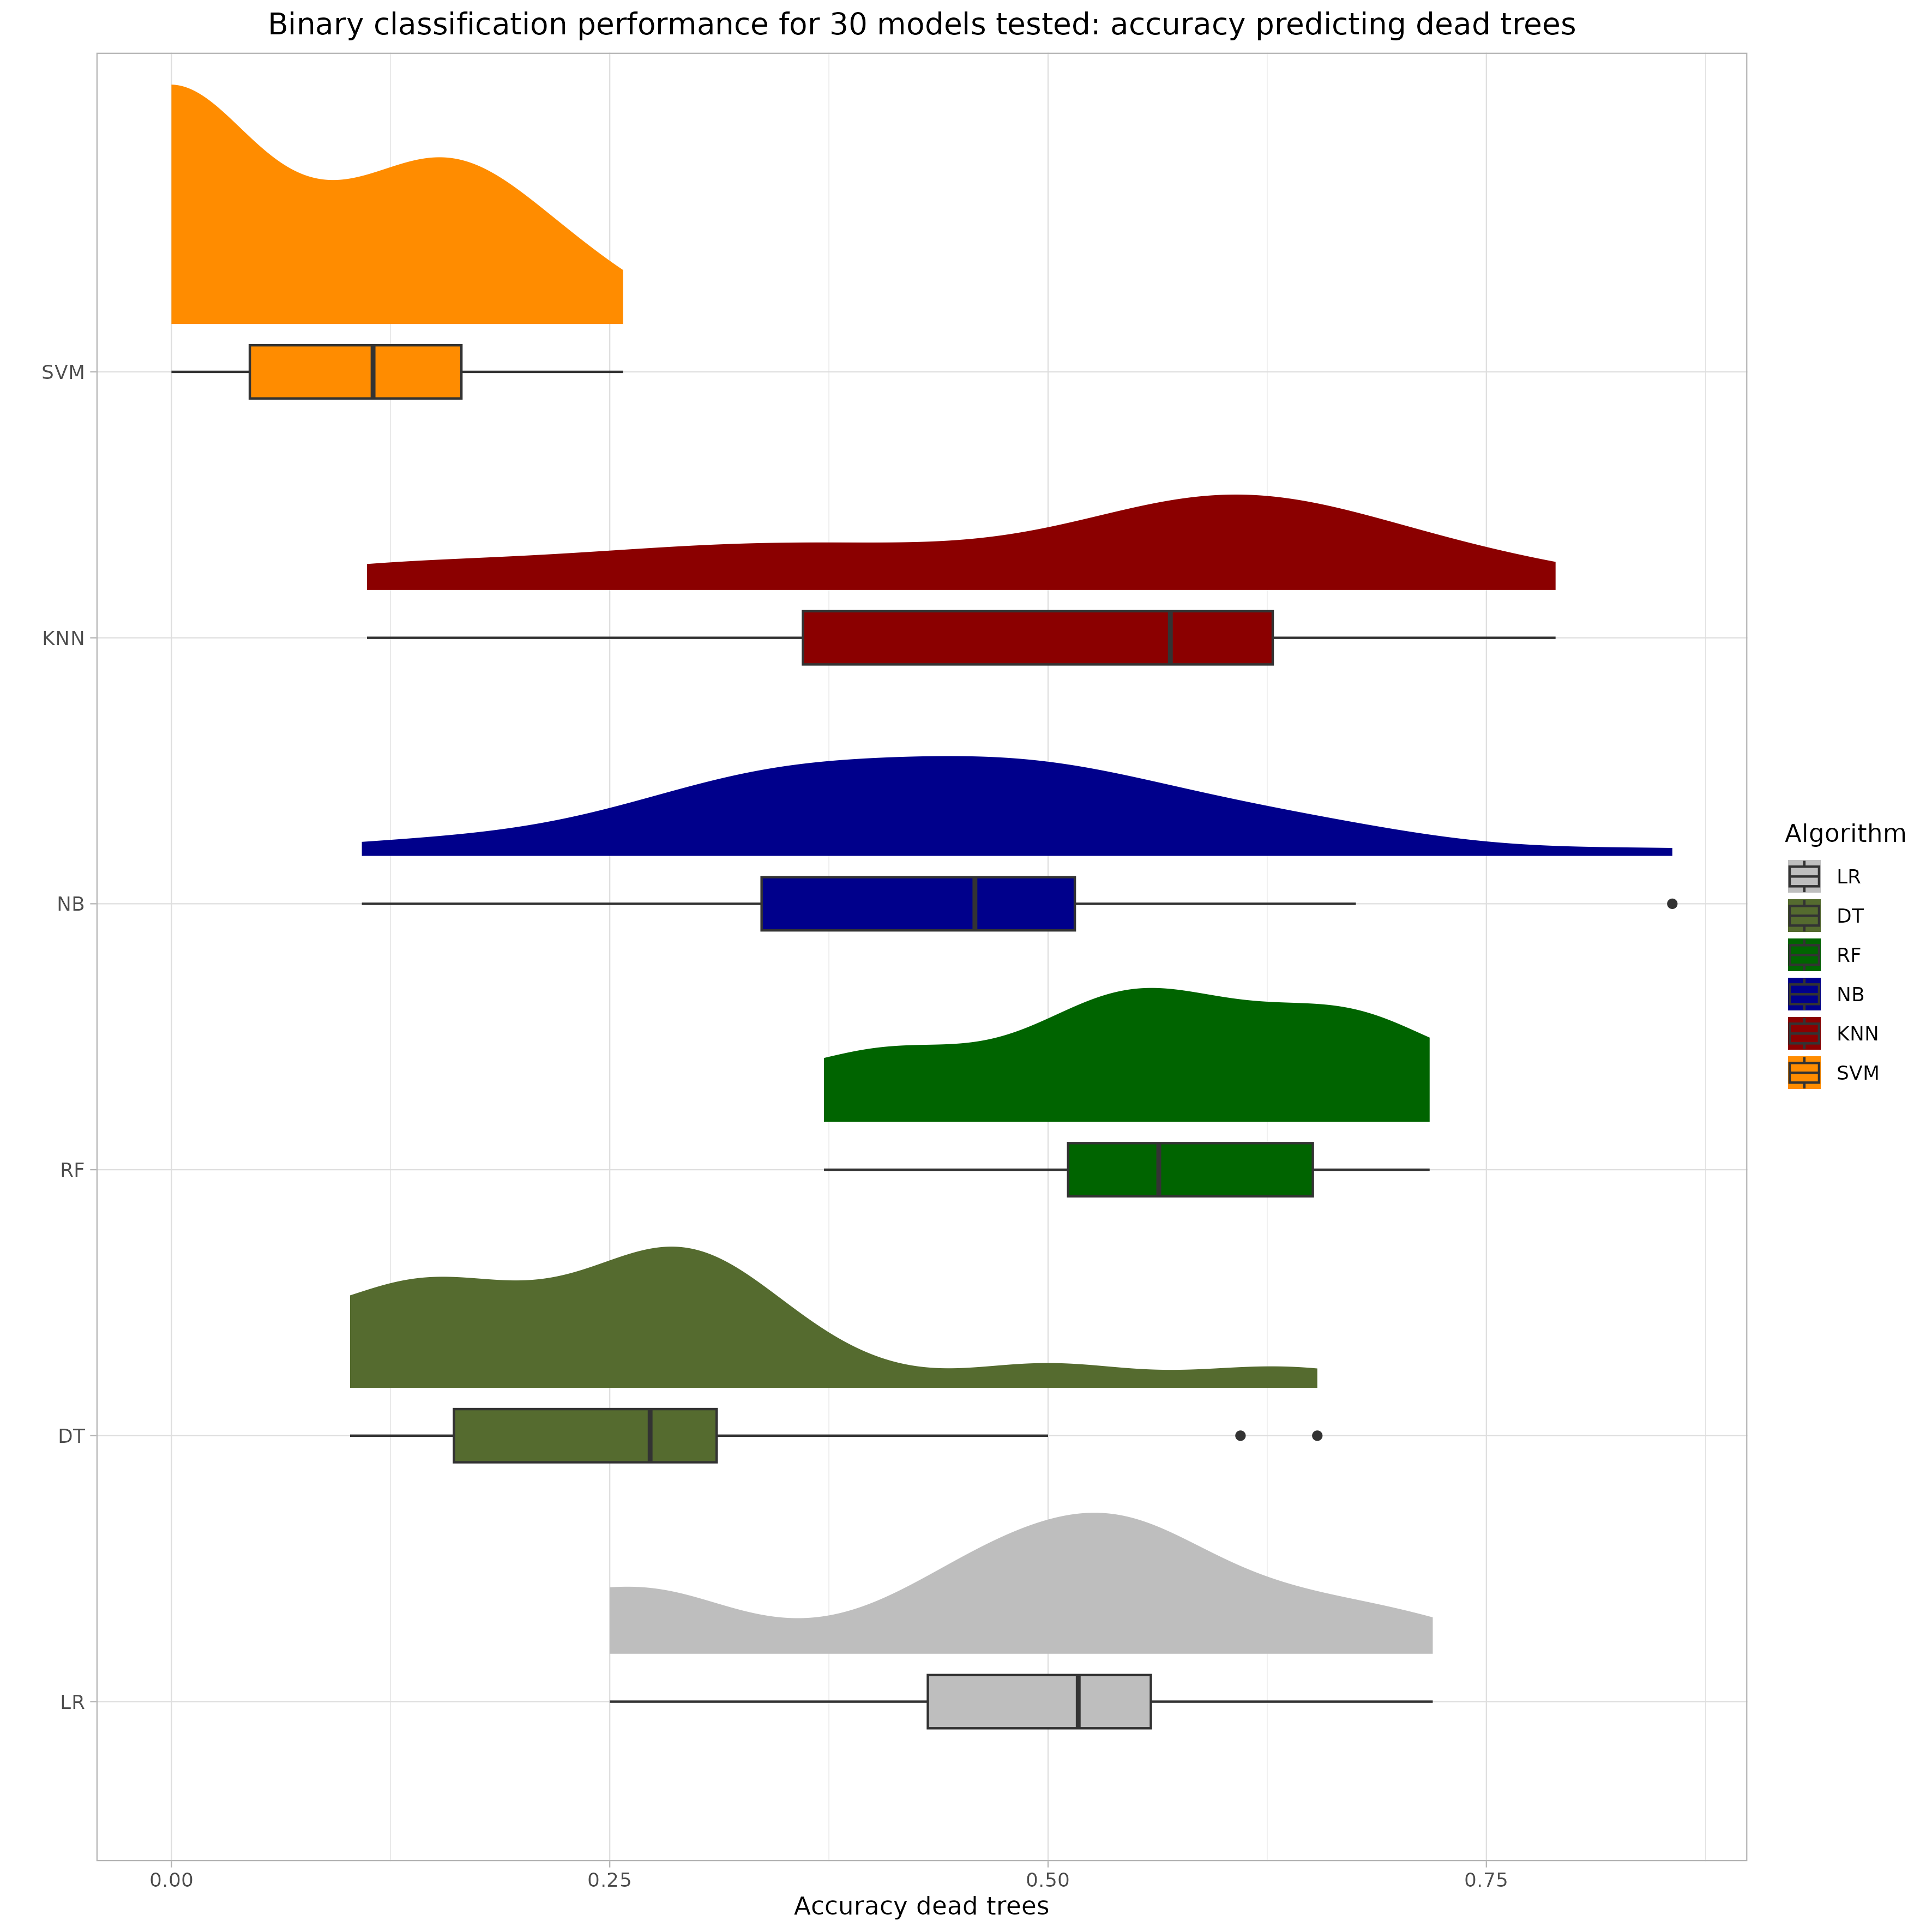 Binary classification performance for 30 models tested: accuracy predicting dead trees
SVM
KNN
NB
RF
DT
LR
0.00
0.25
0.50
0.75
Accuracy dead trees
Algorithm
LR
DT
RF
NB
KNN
SVM